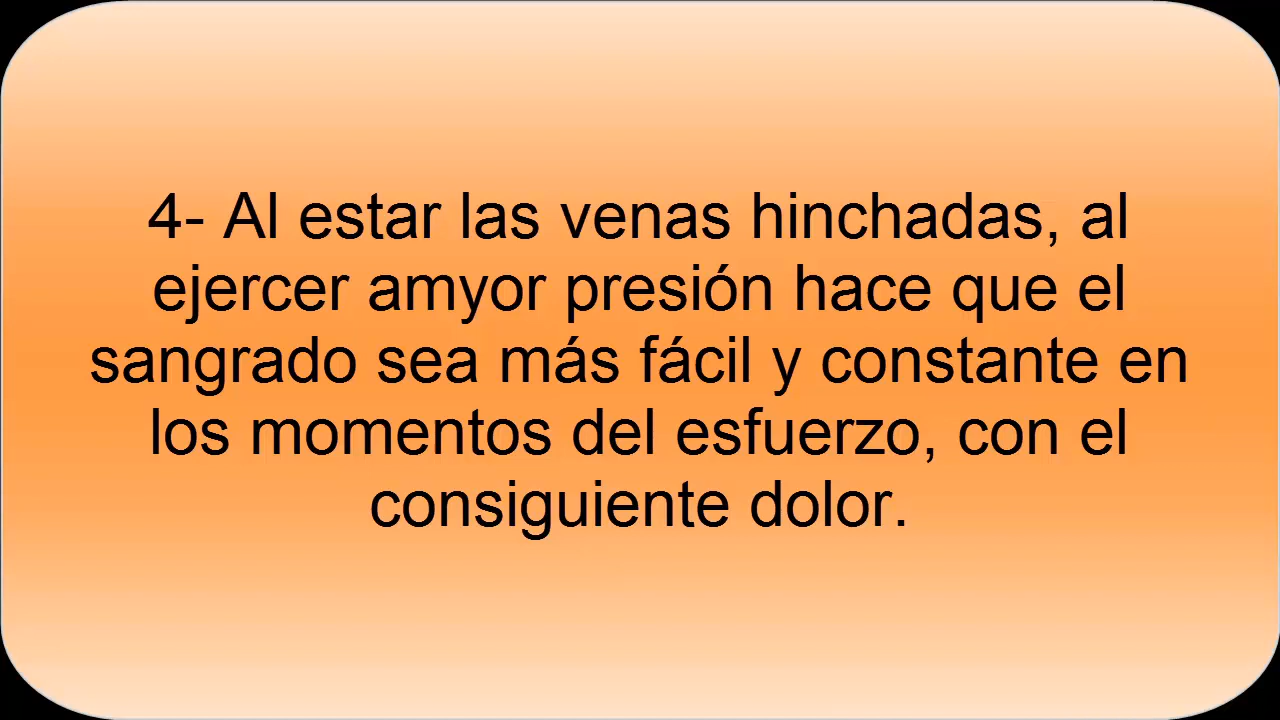 4- Al estar las venas hinchadas, al
ejercer amyor presión hace que el
sangrado sea más fácil y constante en
los momentos del esfuerzo, con el
consiguiente dolor.